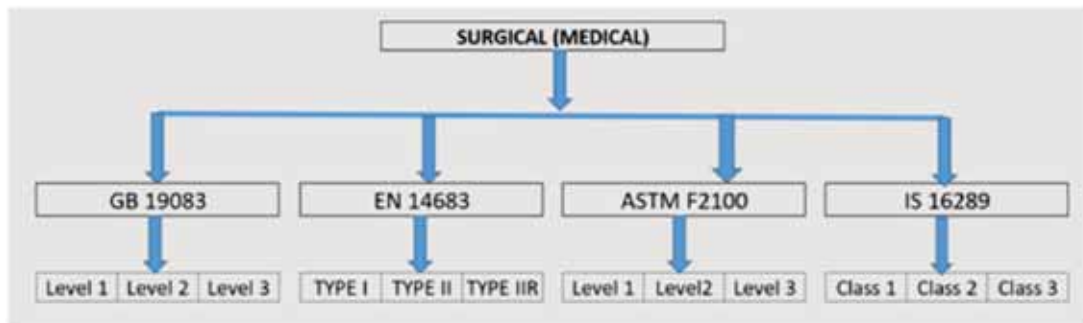 SURGICAL (MEDICAL)
GB 19083
EN 14683
ASTM F2100
IS 16289
Level 1 Level 2 Level 3
TYPE I TYPE II TYPE IIR
Level 1 Level2 Level 3
Class 1 Class 2 Class 3